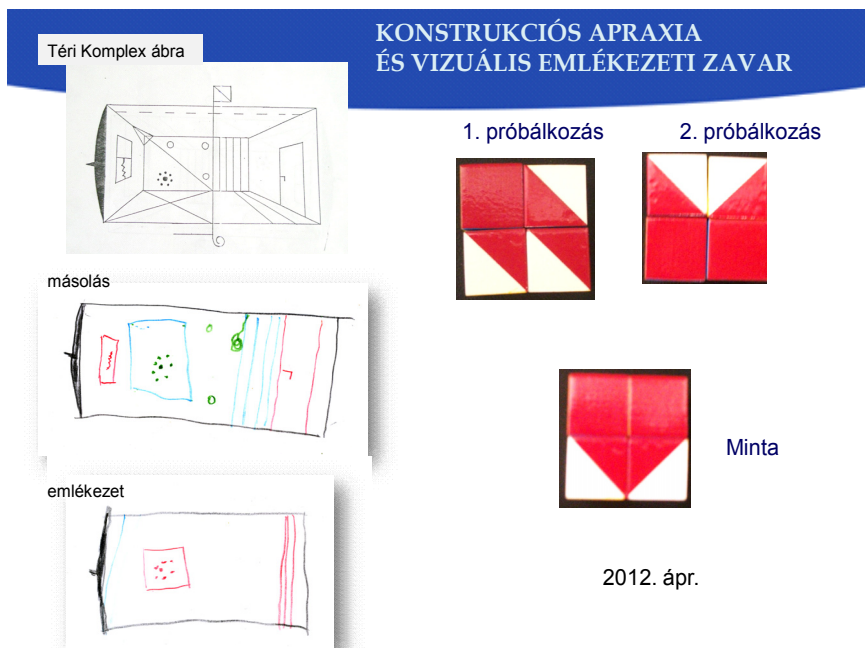 KONSTRUKCIÓS APRAXIA
ÉS VIZUÁLIS EMLÉKEZETI ZAVAR
Téri Komplex ábra
1. próbálkozás
2. próbálkozás
másolás
Minta
emlékezet
2012. ápr.